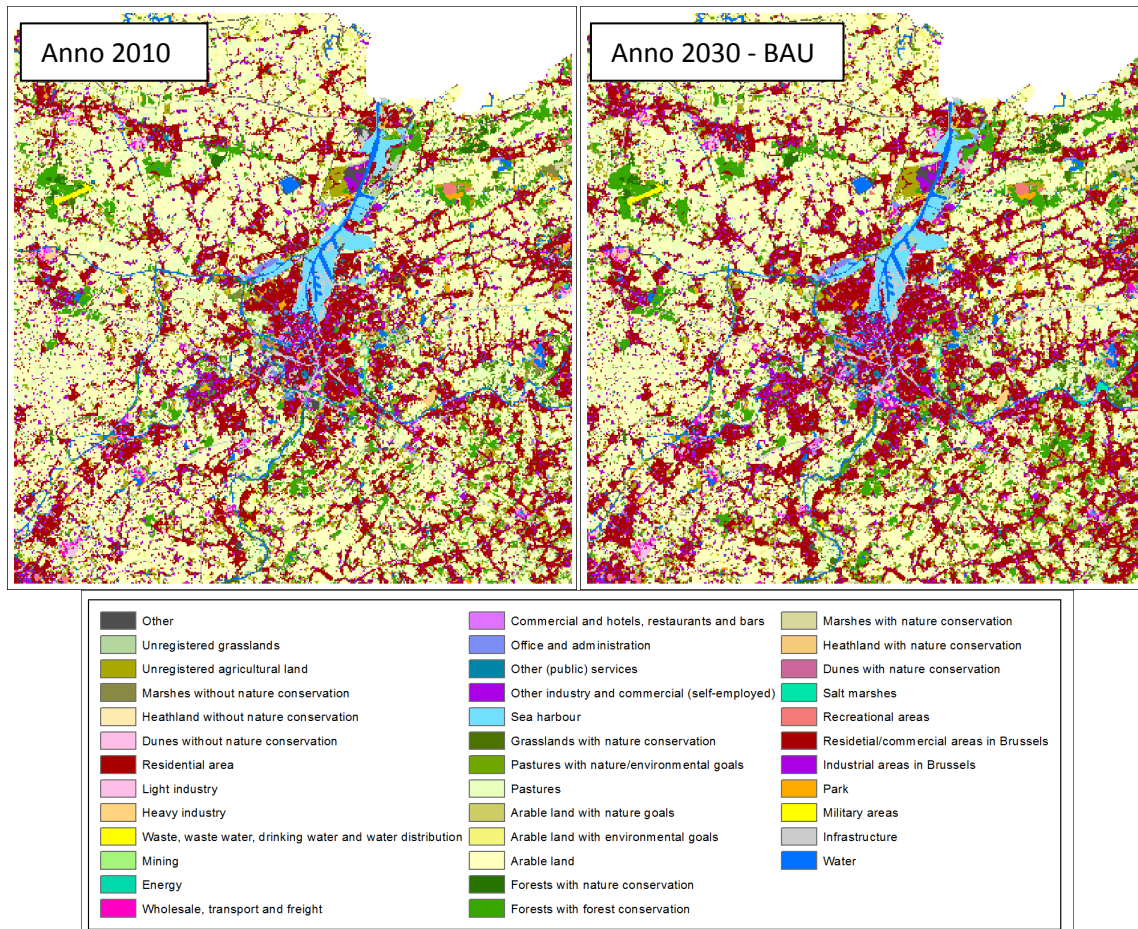 Anno 2010
Anno 2030 - BAU
Other
Unregistered grasslands
Unregistered agricultural land
Marshes without nature conservation
Heathland without nature conservation
Dunes without nature conservation
Residential area
Light industry
Heavy industry
Waste, waste water, drinking water and water distribution
Mining
Energy
Wholesale, transport and freight
Commercial and hotels, restaurants and bars
Office and administration
Other (public) services
Other industry and commercial (self-employed)
Sea harbour
Grasslands with nature conservation
Pastures with nature/environmental goals
Pastures
Arable land with nature goals
Arable land with environmental goals
Arable land
Forests with nature conservation
Forests with forest conservation
Marshes with nature conservation
Heathland with nature conservation
Dunes with nature conservation
Salt marshes
Recreational areas
Residetial/commercial areas in Brussels
Industrial areas in Brussels
Park
Military areas
Infrastructure
Water